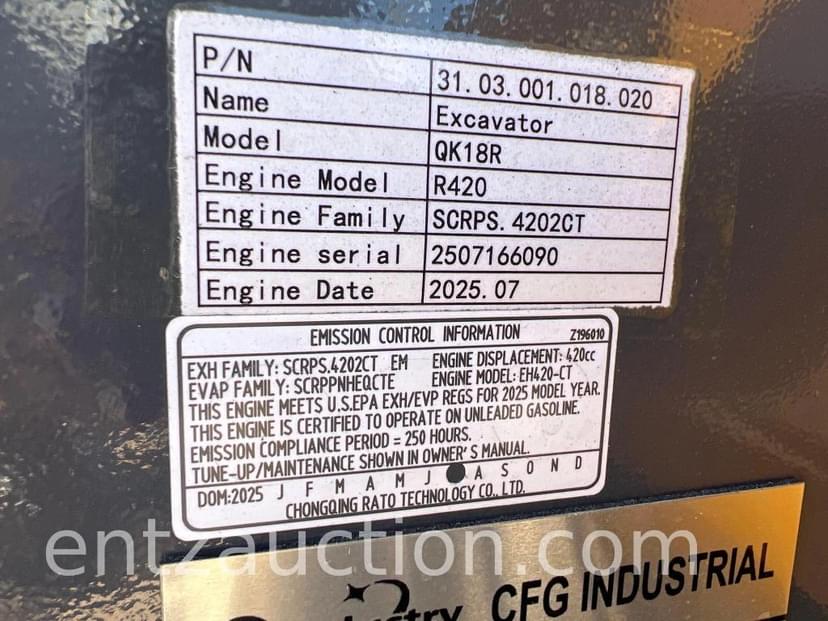 P/N 31.03.001.018.020
Name Excavator
Model QK18R
Engine Model R420
Engine Family SCRPS.4202CT
Engine serial 2507166090
Engine Date 2025.07
EMISSION CONTROL INFORMATION Z196010
EXH FAMILY: SCRPS.4202CT EM ENGINE DISPLACEMENT: 420cc
EVAP FAMILY: SCRPPNHEQCTE ENGINE MODEL: EH420-CT
THIS ENGINE MEETS U.S.EPA EXH/EVP REGS FOR 2025 MODEL YEAR.
THIS ENGINE IS CERTIFIED TO OPERATE ON UNLEADED GASOLINE.
EMISSION COMPLIANCE PERIOD = 250 HOURS.
TUNE-UP/MAINTENANCE SHOWN IN OWNER'S MANUAL.
DOM:2025 J F M A M J ● A S O N D
CHONGQING RATO TECHNOLOGY CO., LTD.
entzauction.com
CFG INDUSTRIAL